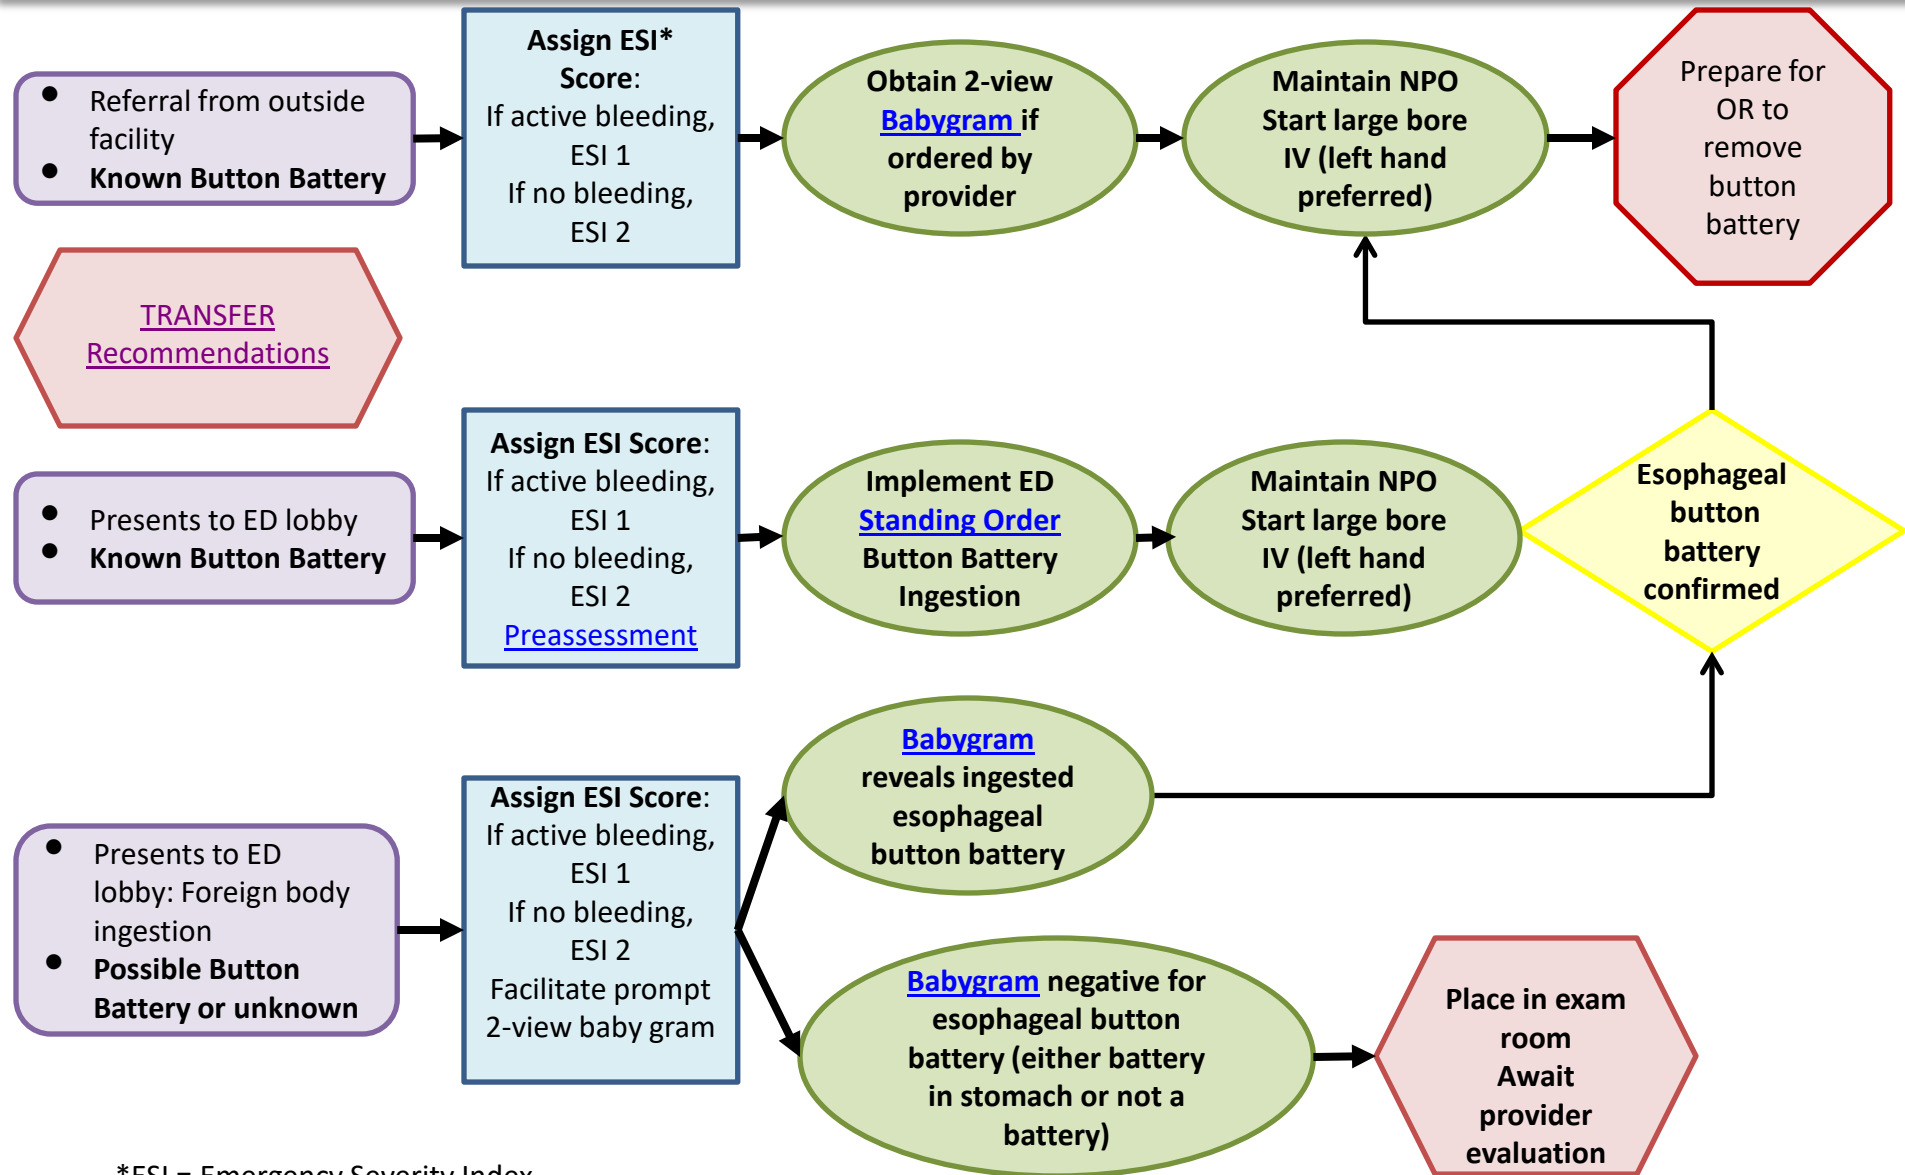 • Referral from outside
facility
• Known Button Battery
Assign ESI*
Score:
If active bleeding,
ESI 1
If no bleeding,
ESI 2
Obtain 2-view
Babygram if
ordered by
provider
Maintain NPO
Start large bore
IV (left hand
preferred)
Prepare for
OR to
remove
button
battery
TRANSFER
Recommendations
• Presents to ED lobby
• Known Button Battery
Assign ESI Score:
If active bleeding,
ESI 1
If no bleeding,
ESI 2
Preassessment
Implement ED
Standing Order
Button Battery
Ingestion
Maintain NPO
Start large bore
IV (left hand
preferred)
Esophageal
button
battery
confirmed
• Presents to ED
lobby: Foreign body
ingestion
• Possible Button
Battery or unknown
Assign ESI Score:
If active bleeding,
ESI 1
If no bleeding,
ESI 2
Facilitate prompt
2-view baby gram
Babygram
reveals ingested
esophageal
button battery
Babygram negative for
esophageal button
battery (either battery
in stomach or not a
battery)
Place in exam
room
Await
provider
evaluation
*ESI = Emergency Severity Index